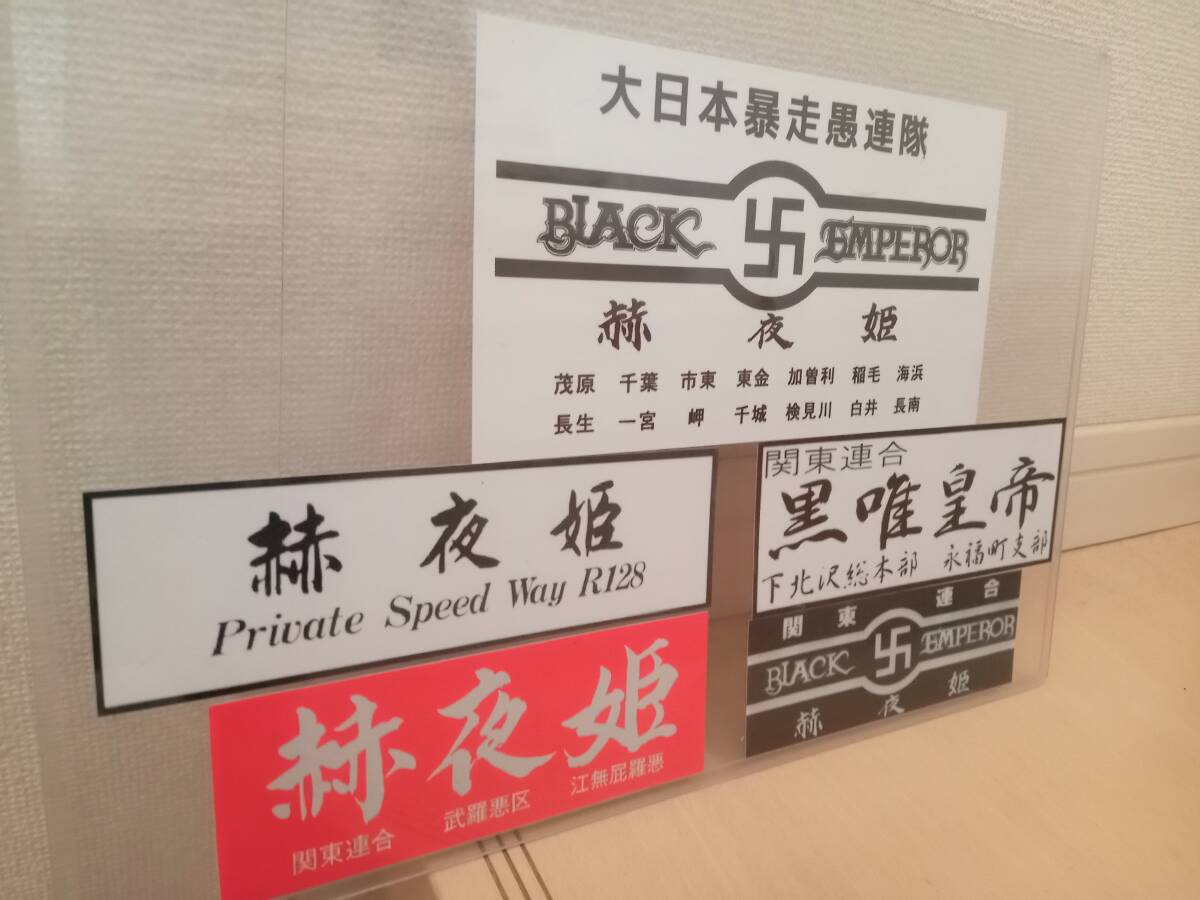 大日本暴走愚連隊
BLACK 卐 EMPEROR
赫夜姫
茂原 千葉 市東 東金 加曽利 稲毛 海浜
長生 一宮 岬 千城 検見川 白井 長南
赫夜姫
Private Speed Way R128
関東連合
黒唯皇帝
下北沢総本部 永福町支部
赫夜姫
関東連合 武羅悪区 江無屁羅悪
関東連合
BLACK 卐 EMPEROR
赫夜姫